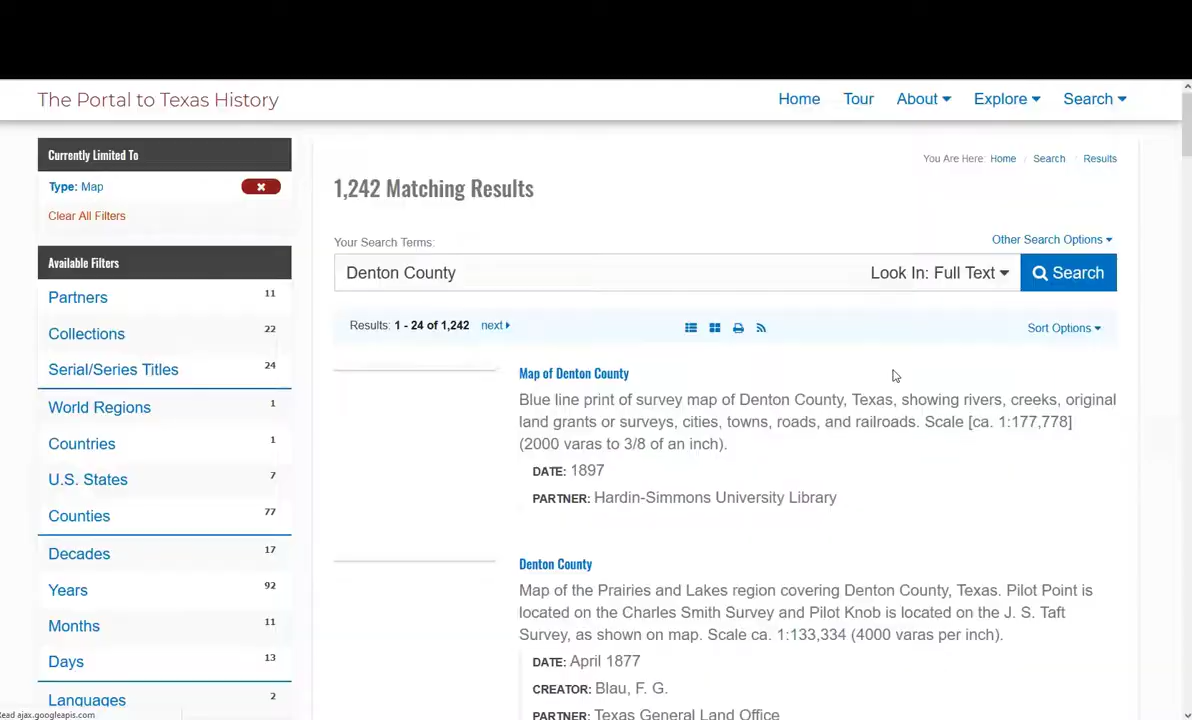 The Portal to Texas History
Home Tour About Explore Search
Currently Limited To
Type: Map
Clear All Filters
Available Filters
Partners 11
Collections 22
Serial/Series Titles 24
World Regions 1
Countries 1
U.S. States 7
Counties 77
Decades 17
Years 92
Months 11
Days 13
Languages 2
You Are Here: Home / Search / Results
1,242 Matching Results
Your Search Terms:
Other Search Options
Denton County Look In: Full Text Search
Results: 1 - 24 of 1,242 next
Sort Options
Map of Denton County
Blue line print of survey map of Denton County, Texas, showing rivers, creeks, original
land grants or surveys, cities, towns, roads, and railroads. Scale [ca. 1:177,778]
(2000 varas to 3/8 of an inch).
DATE: 1897
PARTNER: Hardin-Simmons University Library
Denton County
Map of the Prairies and Lakes region covering Denton County, Texas. Pilot Point is
located on the Charles Smith Survey and Pilot Knob is located on the J. S. Taft
Survey, as shown on map. Scale ca. 1:133,334 (4000 varas per inch).
DATE: April 1877
CREATOR: Blau, F. G.
PARTNER: Texas General Land Office
Read ajax.googleapis.com